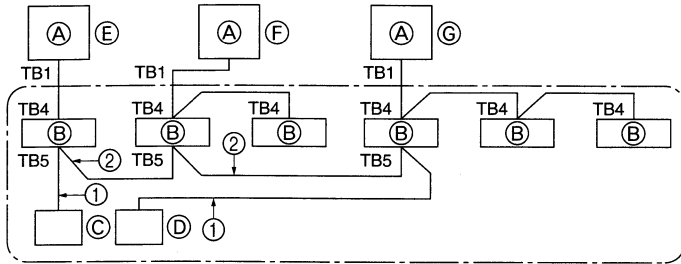 A E A F A G
TB1 TB1 TB1
TB4 TB4 TB4 TB4 TB4 TB4
B B B B B B
TB5 TB5 TB5
2 2
1 1
C D